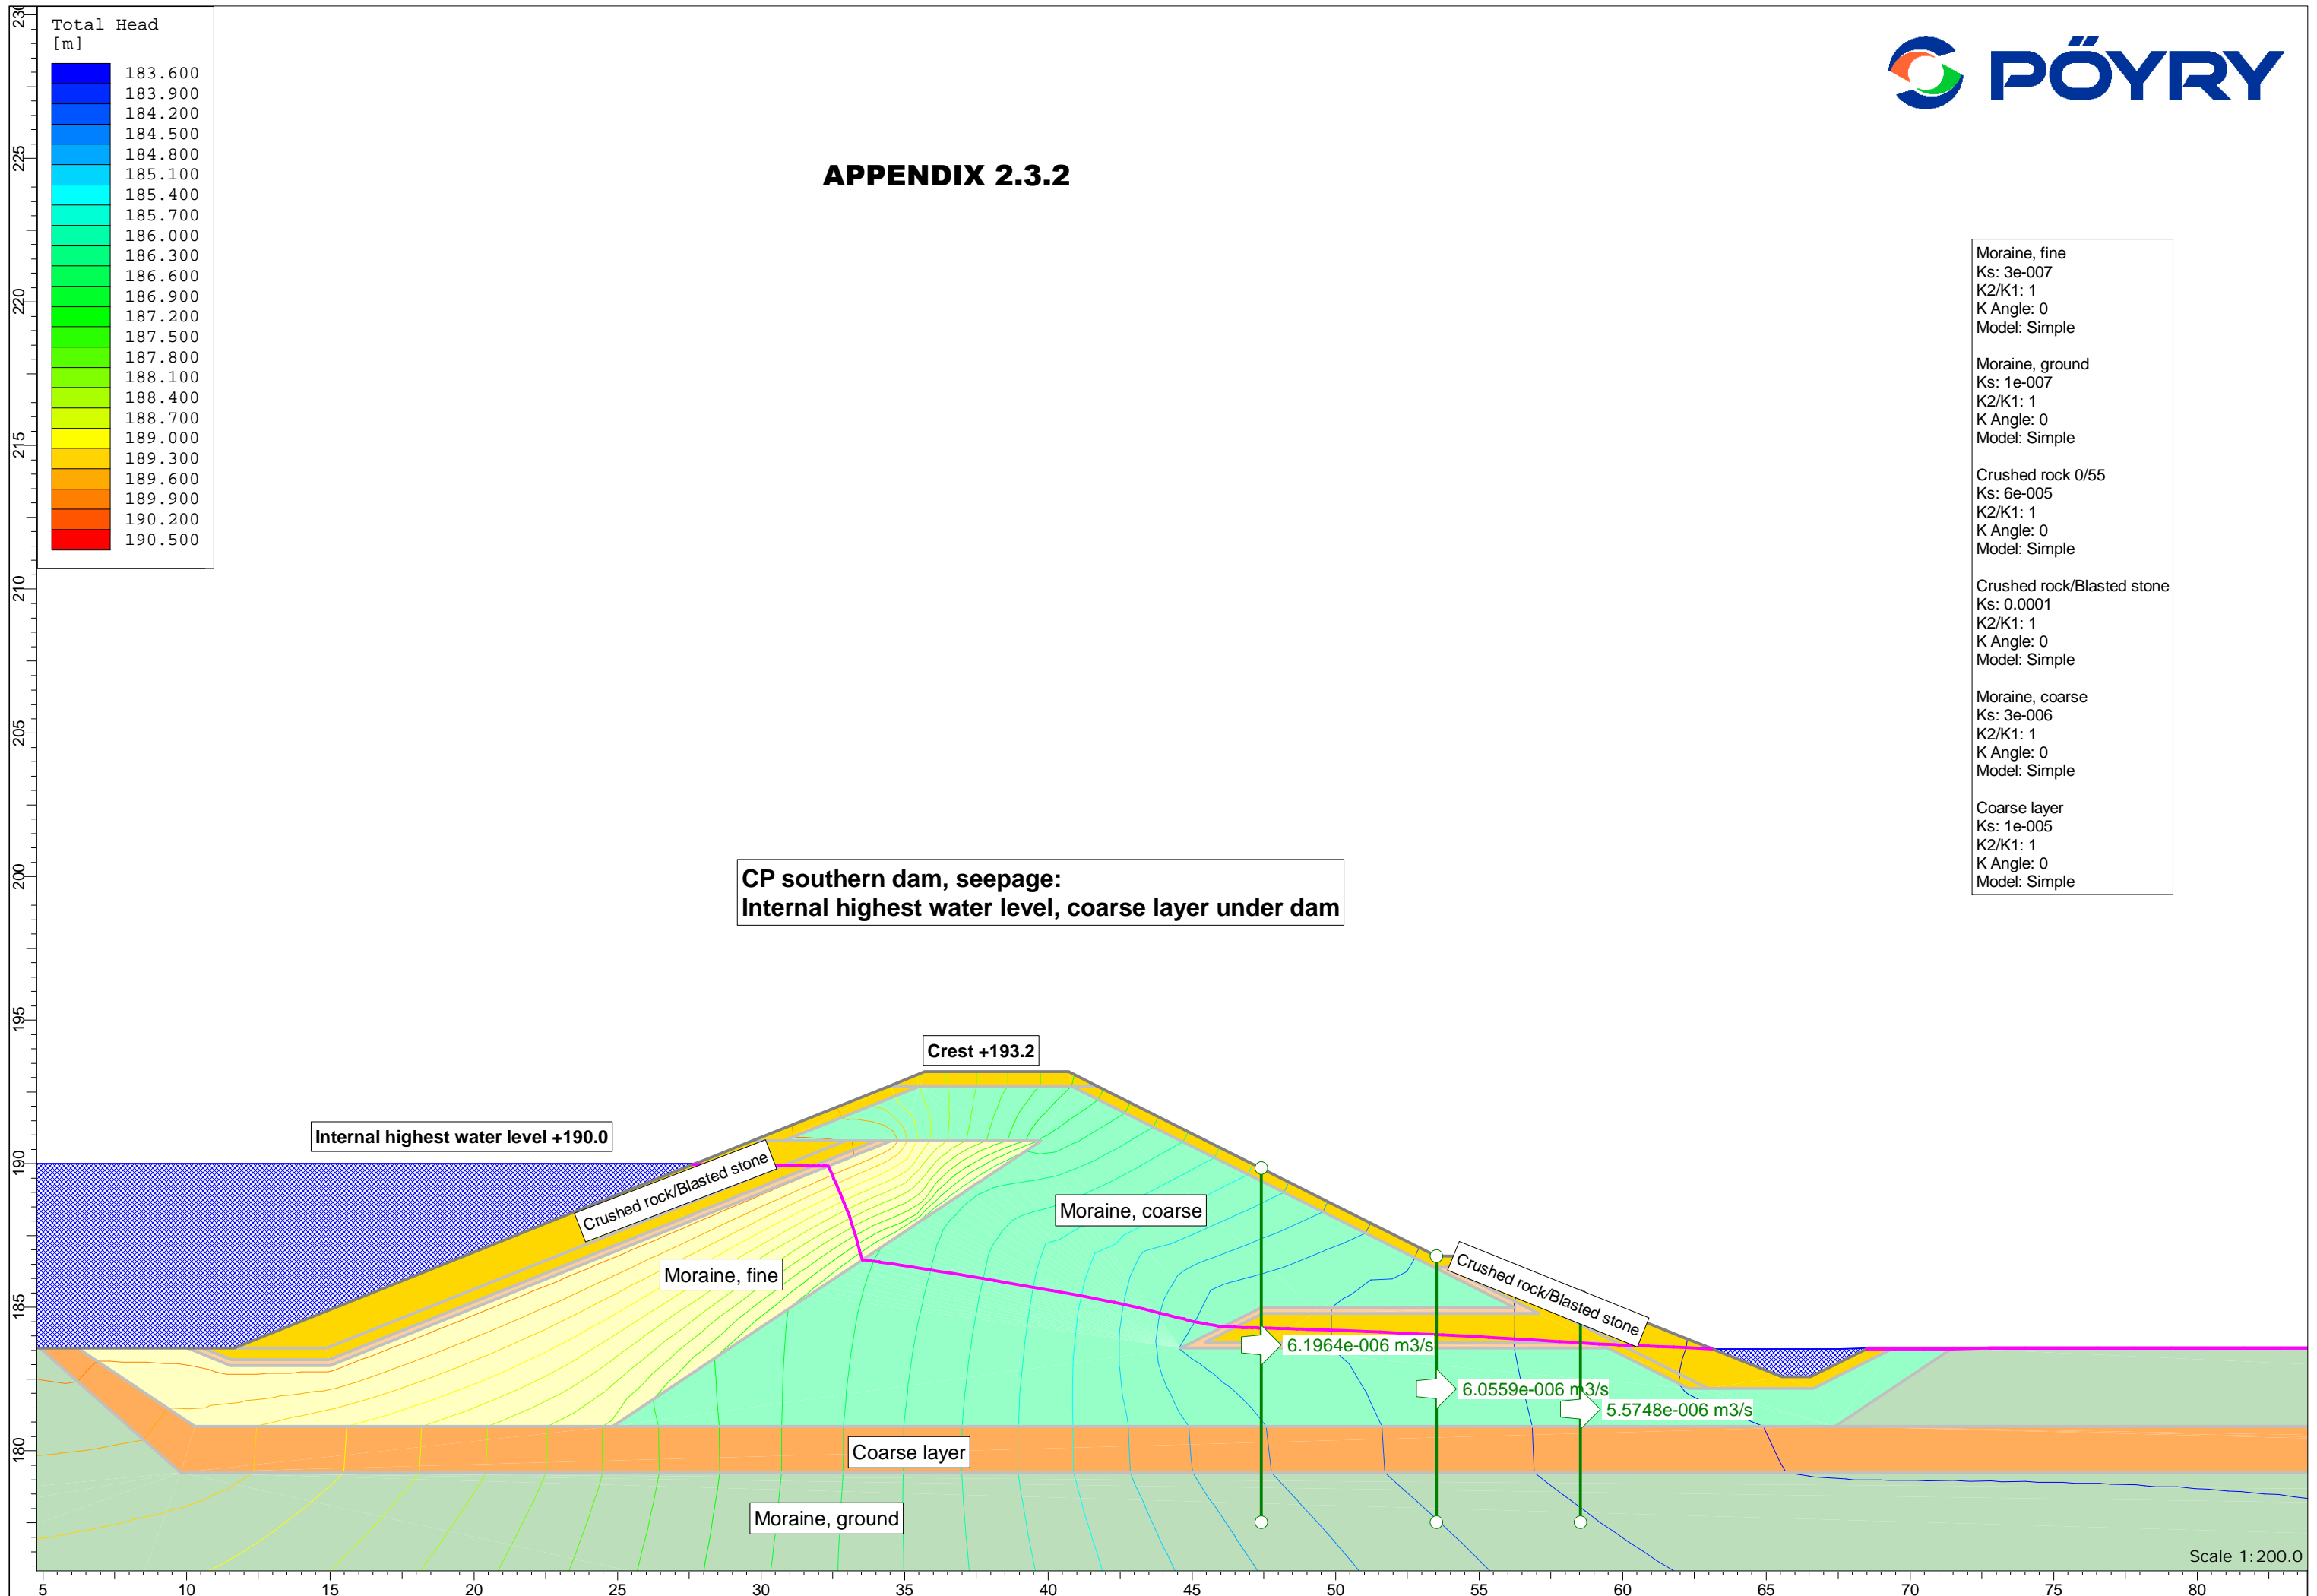 Total Head
[m]
183.600
183.900
184.200
184.500
184.800
185.100
185.400
185.700
186.000
186.300
186.600
186.900
187.200
187.500
187.800
188.100
188.400
188.700
189.000
189.300
189.600
189.900
190.200
190.500
PÖYRY
APPENDIX 2.3.2
Moraine, fine
Ks: 3e-007
K2/K1: 1
K Angle: 0
Model: Simple
Moraine, ground
Ks: 1e-007
K2/K1: 1
K Angle: 0
Model: Simple
Crushed rock 0/55
Ks: 6e-005
K2/K1: 1
K Angle: 0
Model: Simple
Crushed rock/Blasted stone
Ks: 0.0001
K2/K1: 1
K Angle: 0
Model: Simple
Moraine, coarse
Ks: 3e-006
K2/K1: 1
K Angle: 0
Model: Simple
Coarse layer
Ks: 1e-005
K2/K1: 1
K Angle: 0
Model: Simple
CP southern dam, seepage:
Internal highest water level, coarse layer under dam
Crest +193.2
Internal highest water level +190.0
Crushed rock/Blasted stone
Moraine, coarse
Moraine, fine
Crushed rock/Blasted stone
6.1964e-006 m3/s
6.0559e-006 m3/s
5.5748e-006 m3/s
Coarse layer
Moraine, ground
Scale 1:200.0
230
225
220
215
210
205
200
195
190
185
180
5 10 15 20 25 30 35 40 45 50 55 60 65 70 75 80